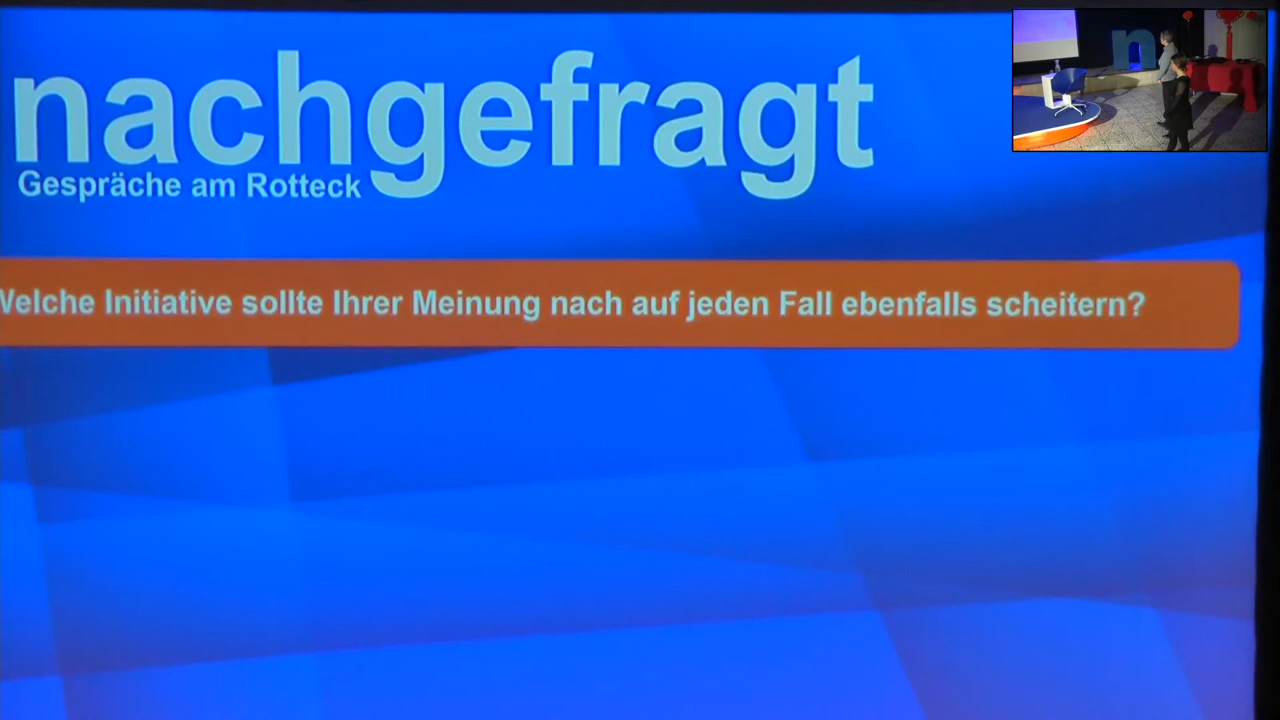 nachgefragt
Gespräche am Rotteck
Welche Initiative sollte Ihrer Meinung nach auf jeden Fall ebenfalls scheitern?
n